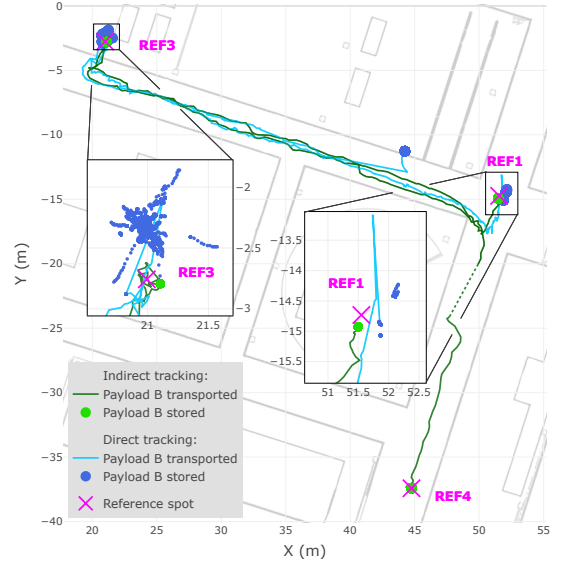 0
−5
−10
−15
−20
−25
−30
−35
−40
Y (m)
20
25
30
35
40
45
50
55
X (m)
REF3
REF1
REF4
−2
−2.5
−3
REF3
21
21.5
−13.5
−14
−14.5
−15
−15.5
REF1
51
51.5
52
52.5
Indirect tracking:
Payload B transported
Payload B stored
Direct tracking:
Payload B transported
Payload B stored
Reference spot